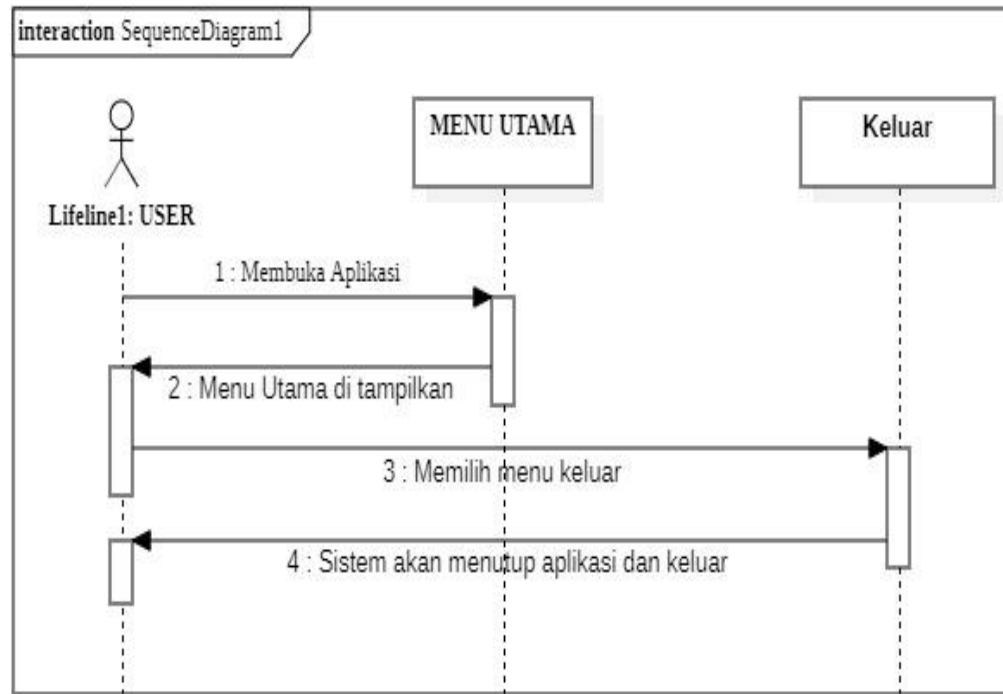 interaction SequenceDiagram1
MENU UTAMA
Keluar
Lifeline1: USER
1 : Membuka Aplikasi
2 : Menu Utama di tampilkan
3 : Memilih menu keluar
4 : Sistem akan menutup aplikasi dan keluar